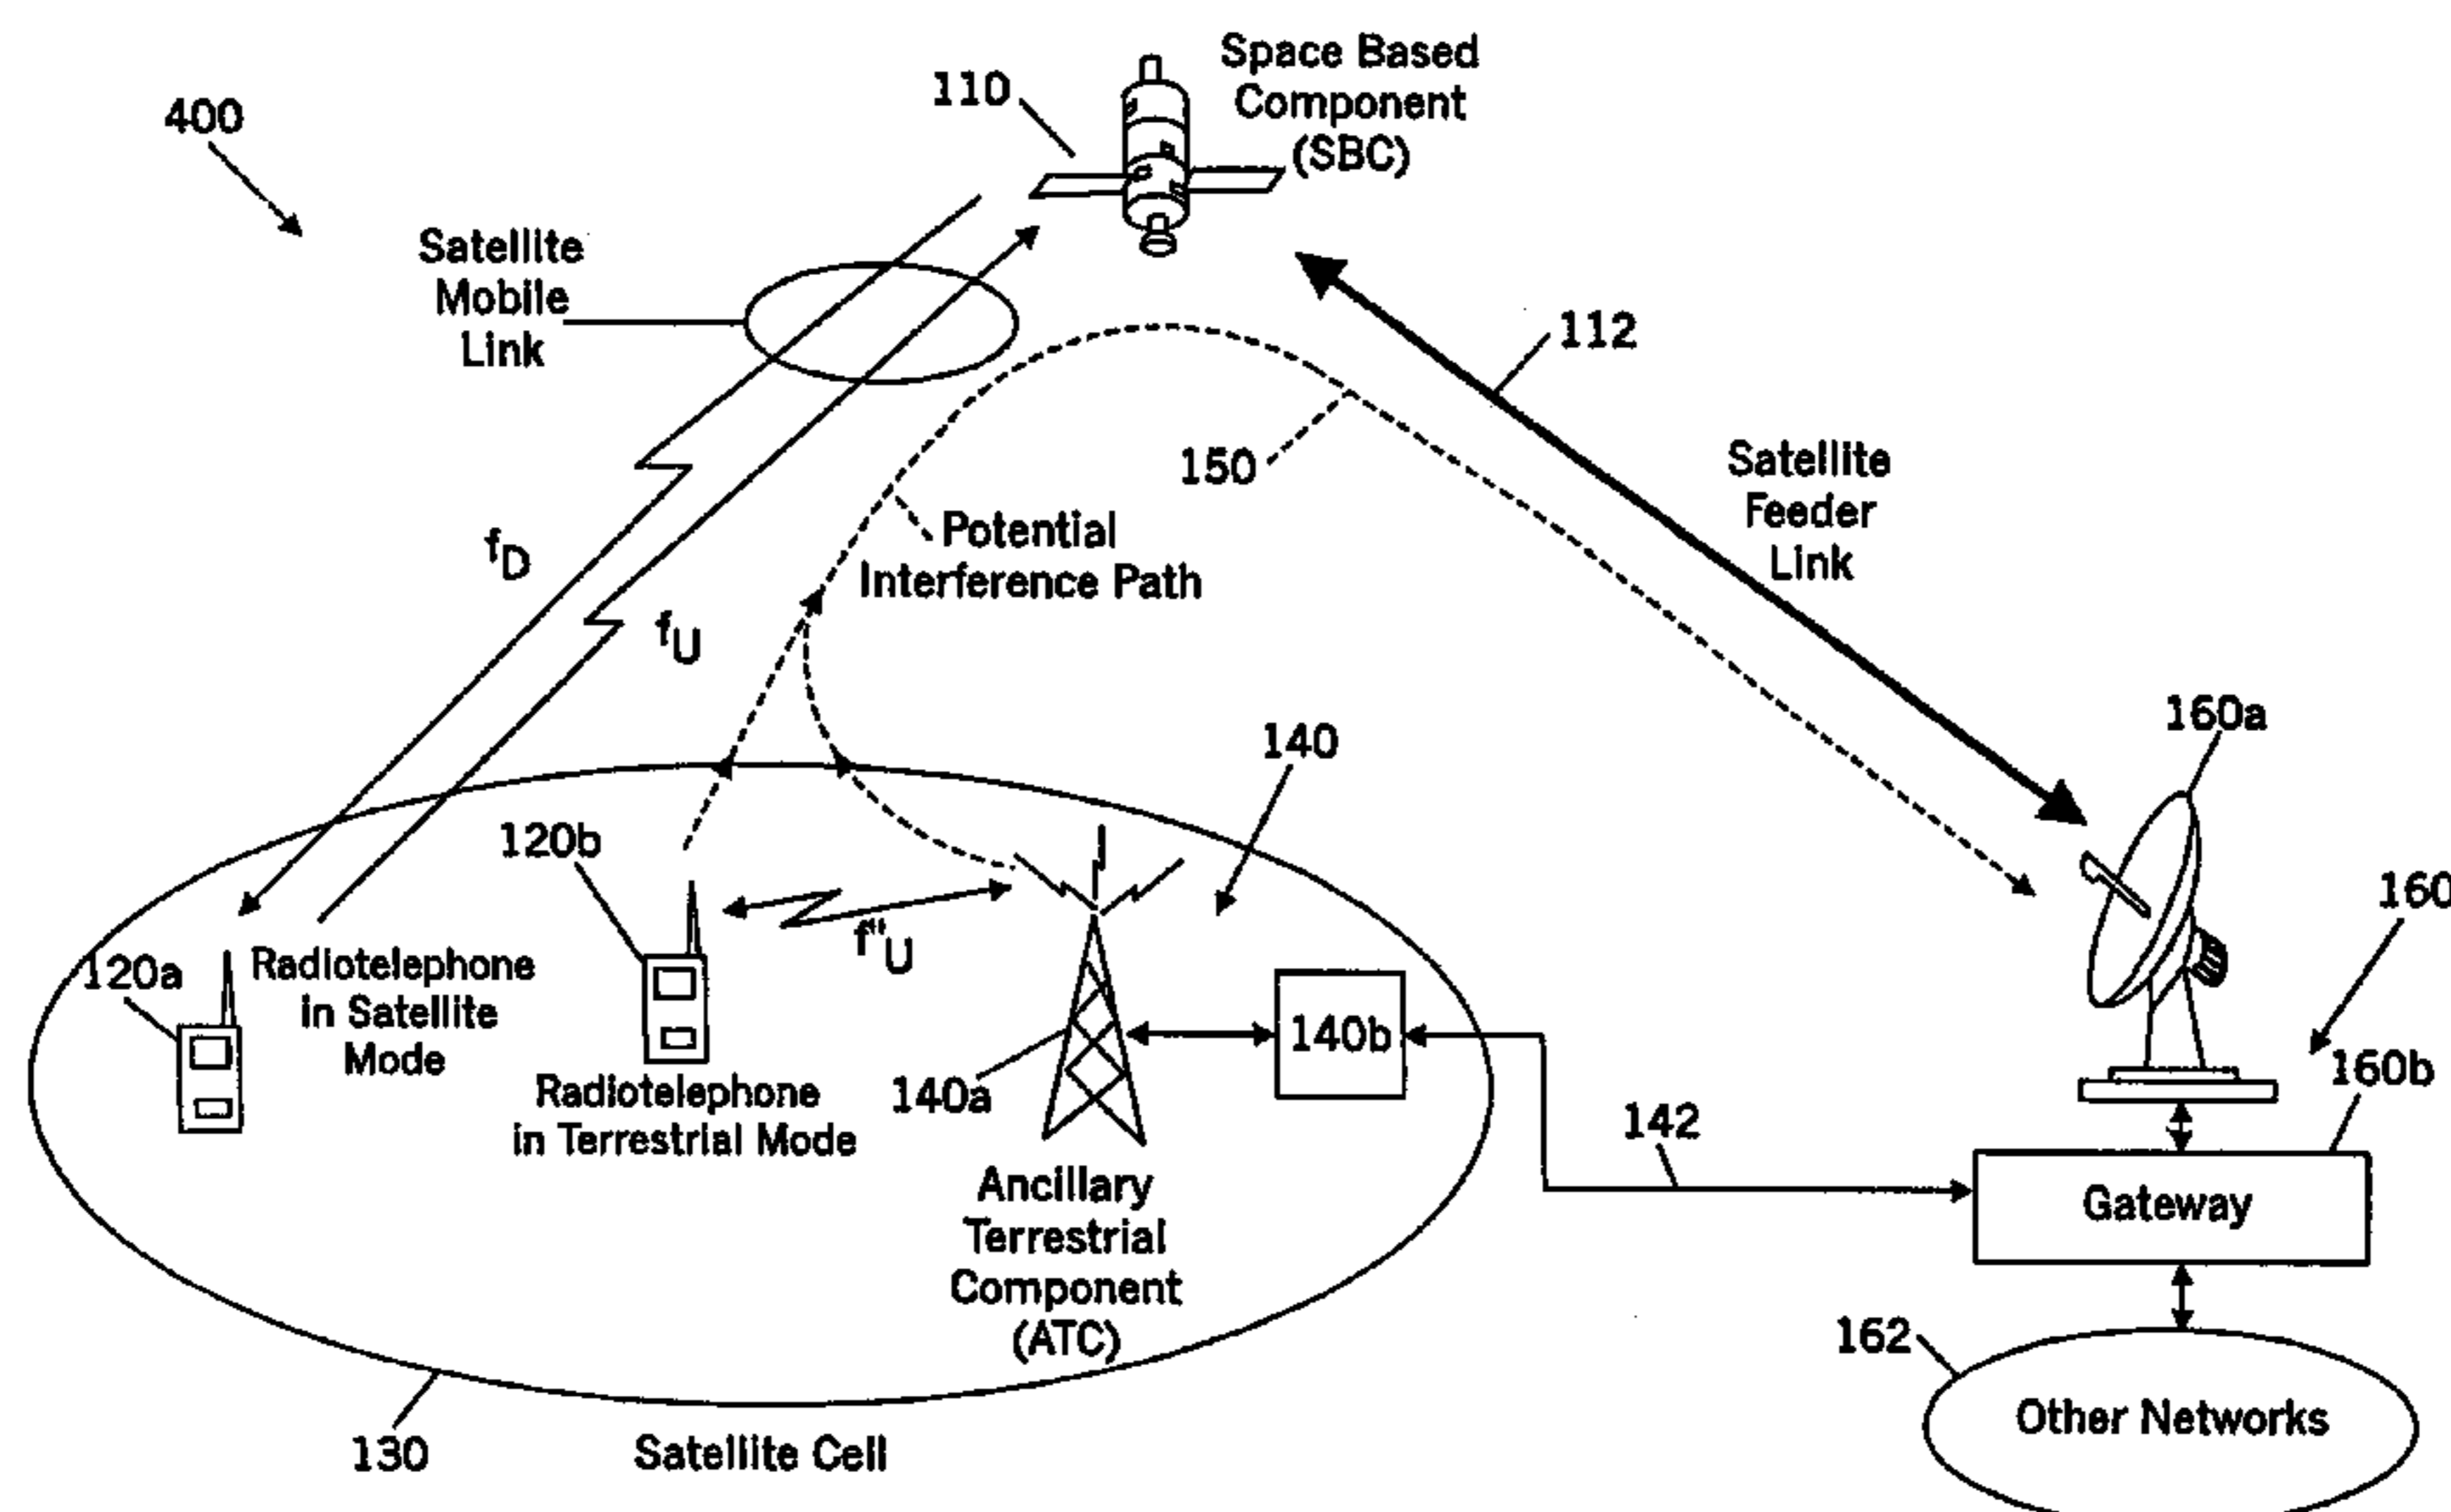 400
110
Space Based
Component
(SBC)
Satellite
Mobile
Link
112
150
Satellite
Feeder
Link
fD
fU
Potential
Interference Path
160a
140
120b
160
f"U
120a
Radiotelephone
in Satellite
Mode
140b
160b
140a
Radiotelephone
in Terrestrial Mode
142
Ancillary
Terrestrial
Component
(ATC)
Gateway
162
Other Networks
130
Satellite Cell